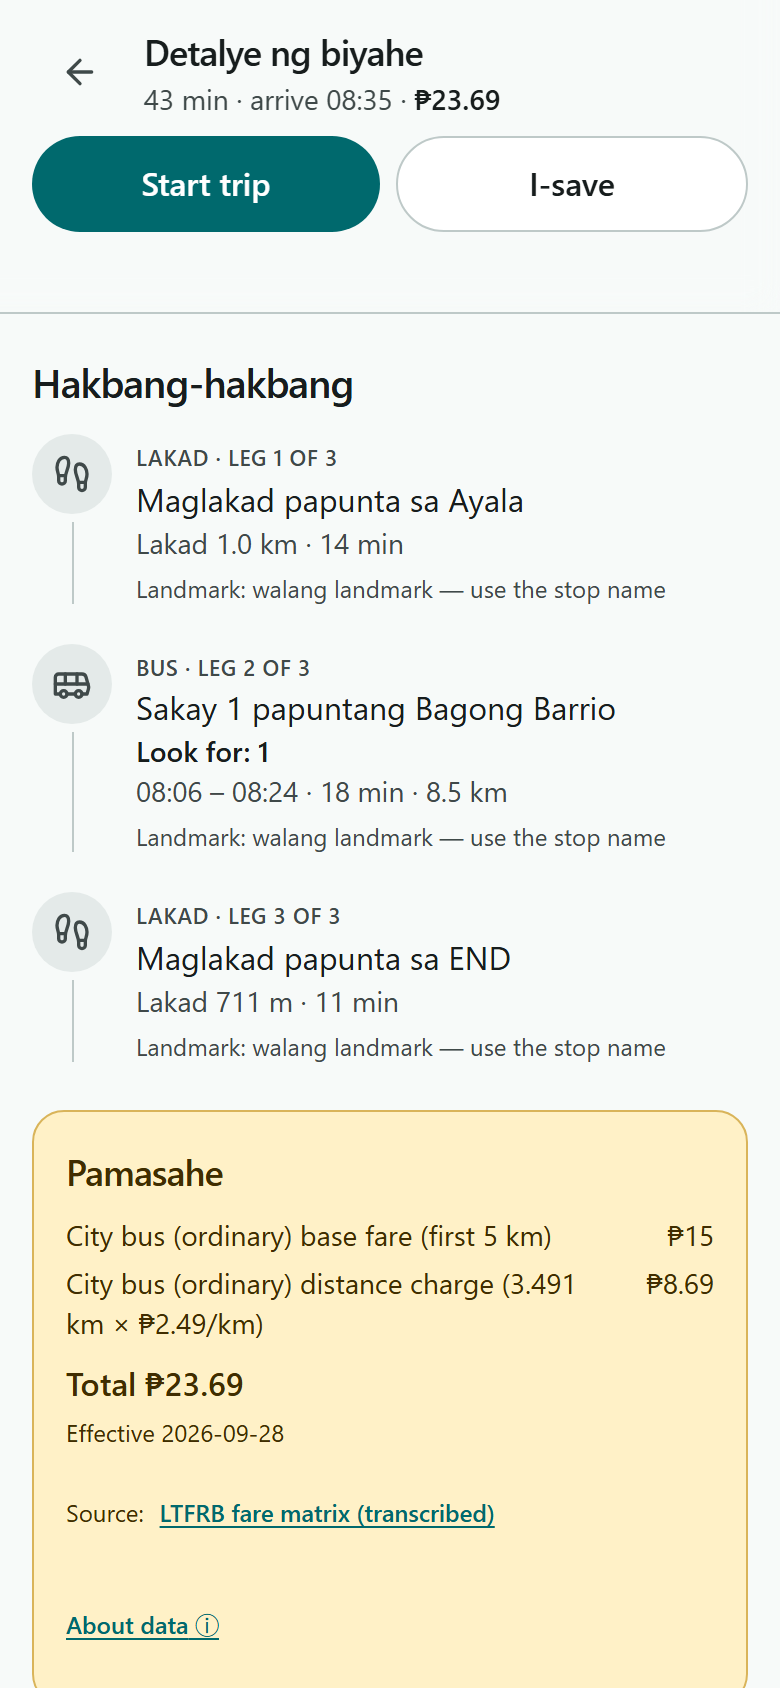 Detalye ng biyahe
43 min · arrive 08:35 · ₱23.69
Start trip
I-save
Hakbang-hakbang
LAKAD · LEG 1 OF 3
Maglakad papunta sa Ayala
Lakad 1.0 km · 14 min
Landmark: walang landmark — use the stop name
BUS · LEG 2 OF 3
Sakay 1 papuntang Bagong Barrio
Look for: 1
08:06 – 08:24 · 18 min · 8.5 km
Landmark: walang landmark — use the stop name
LAKAD · LEG 3 OF 3
Maglakad papunta sa END
Lakad 711 m · 11 min
Landmark: walang landmark — use the stop name
Pamasahe
City bus (ordinary) base fare (first 5 km) ₱15
City bus (ordinary) distance charge (3.491 ₱8.69
km × ₱2.49/km)
Total ₱23.69
Effective 2026-09-28
Source: LTFRB fare matrix (transcribed)
About data ⓘ